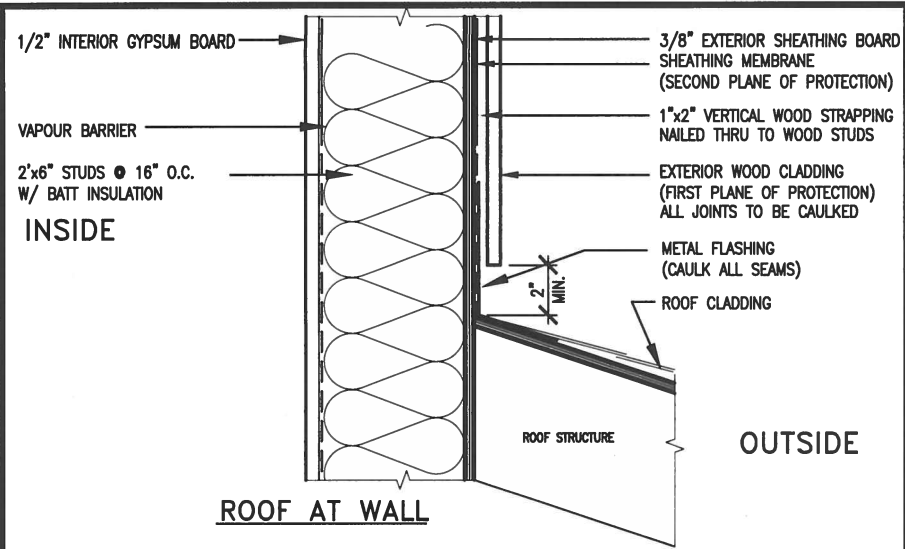 1/2" INTERIOR GYPSUM BOARD
VAPOUR BARRIER
2'x6" STUDS @ 16" O.C.
W/ BATT INSULATION
INSIDE
3/8" EXTERIOR SHEATHING BOARD
SHEATHING MEMBRANE
(SECOND PLANE OF PROTECTION)
1"x2" VERTICAL WOOD STRAPPING
NAILED THRU TO WOOD STUDS
EXTERIOR WOOD CLADDING
(FIRST PLANE OF PROTECTION)
ALL JOINTS TO BE CAULKED
METAL FLASHING
(CAULK ALL SEAMS)
2"
MIN.
ROOF CLADDING
ROOF STRUCTURE
OUTSIDE
ROOF AT WALL